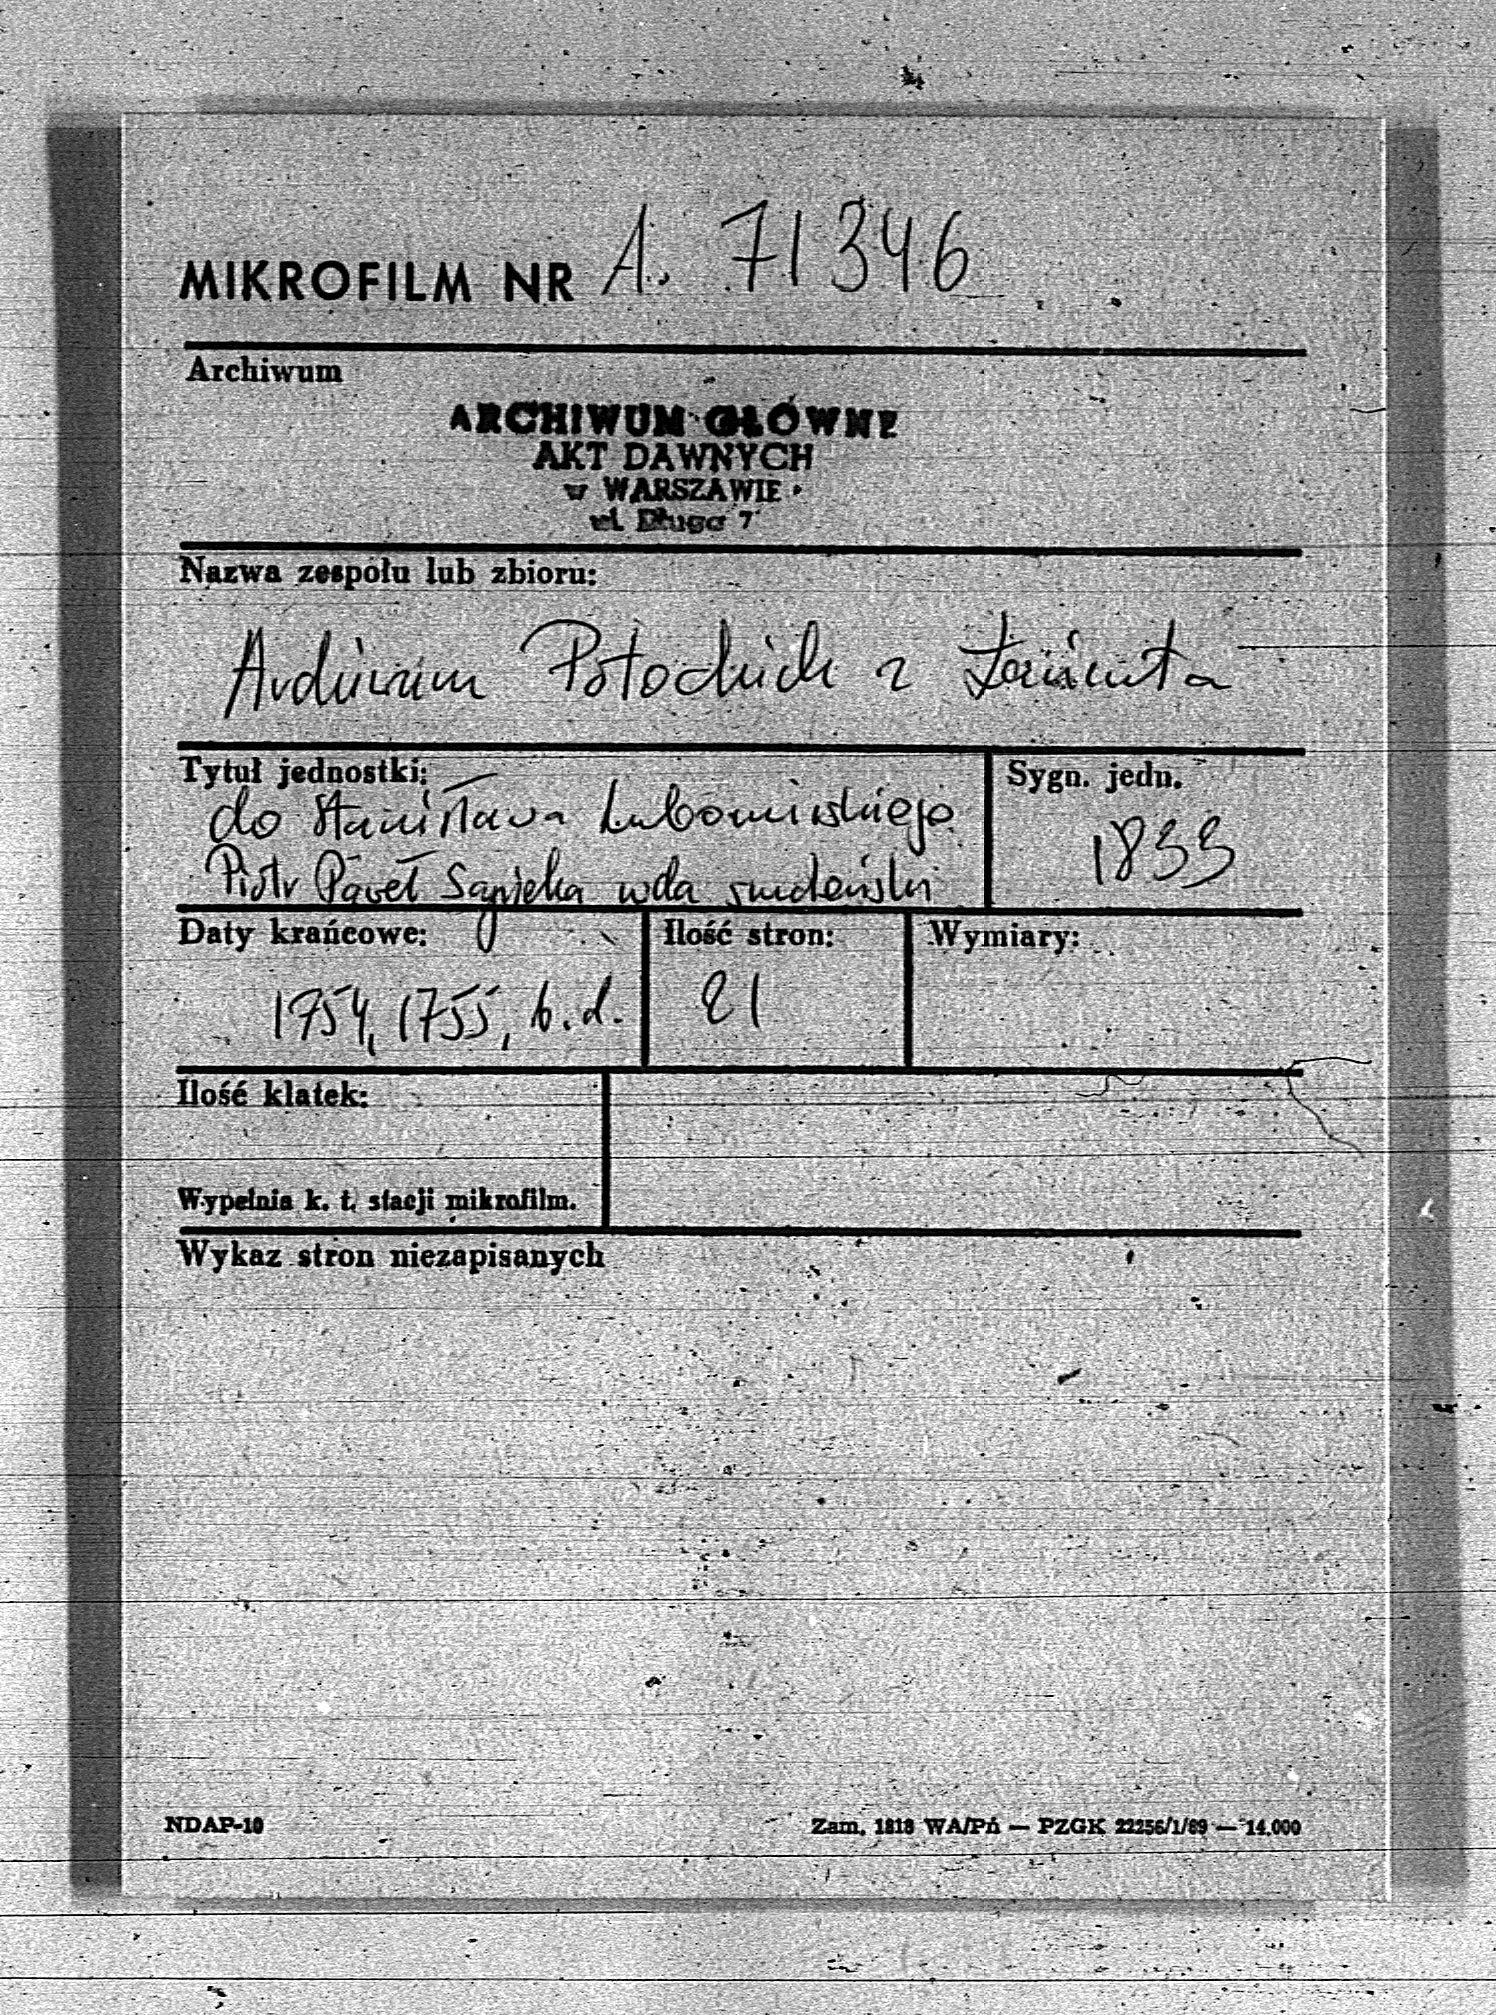 MIKROFILM NR A. 71346
Archiwum
ARCHIWUM GŁÓWNE
AKT DAWNYCH
w WARSZAWIE
ul. Długa 7
Nazwa zespołu lub zbioru:
Archiwum Potockich z Łańcuta
Tytuł jednostki:
do Stanisława Lubomirskiego
Piotr Paweł Sapieha wda smoleński
Sygn. jedn.
1833
Daty krańcowe:
1754, 1755, b.d.
Ilość stron:
21
Wymiary:
Ilość klatek:
Wypełnia k. t. stacji mikrofilm.
Wykaz stron niezapisanych
NDAP-10
Zam. 1818 WA/Pń — PZGK 22256/1/89 — 14.000